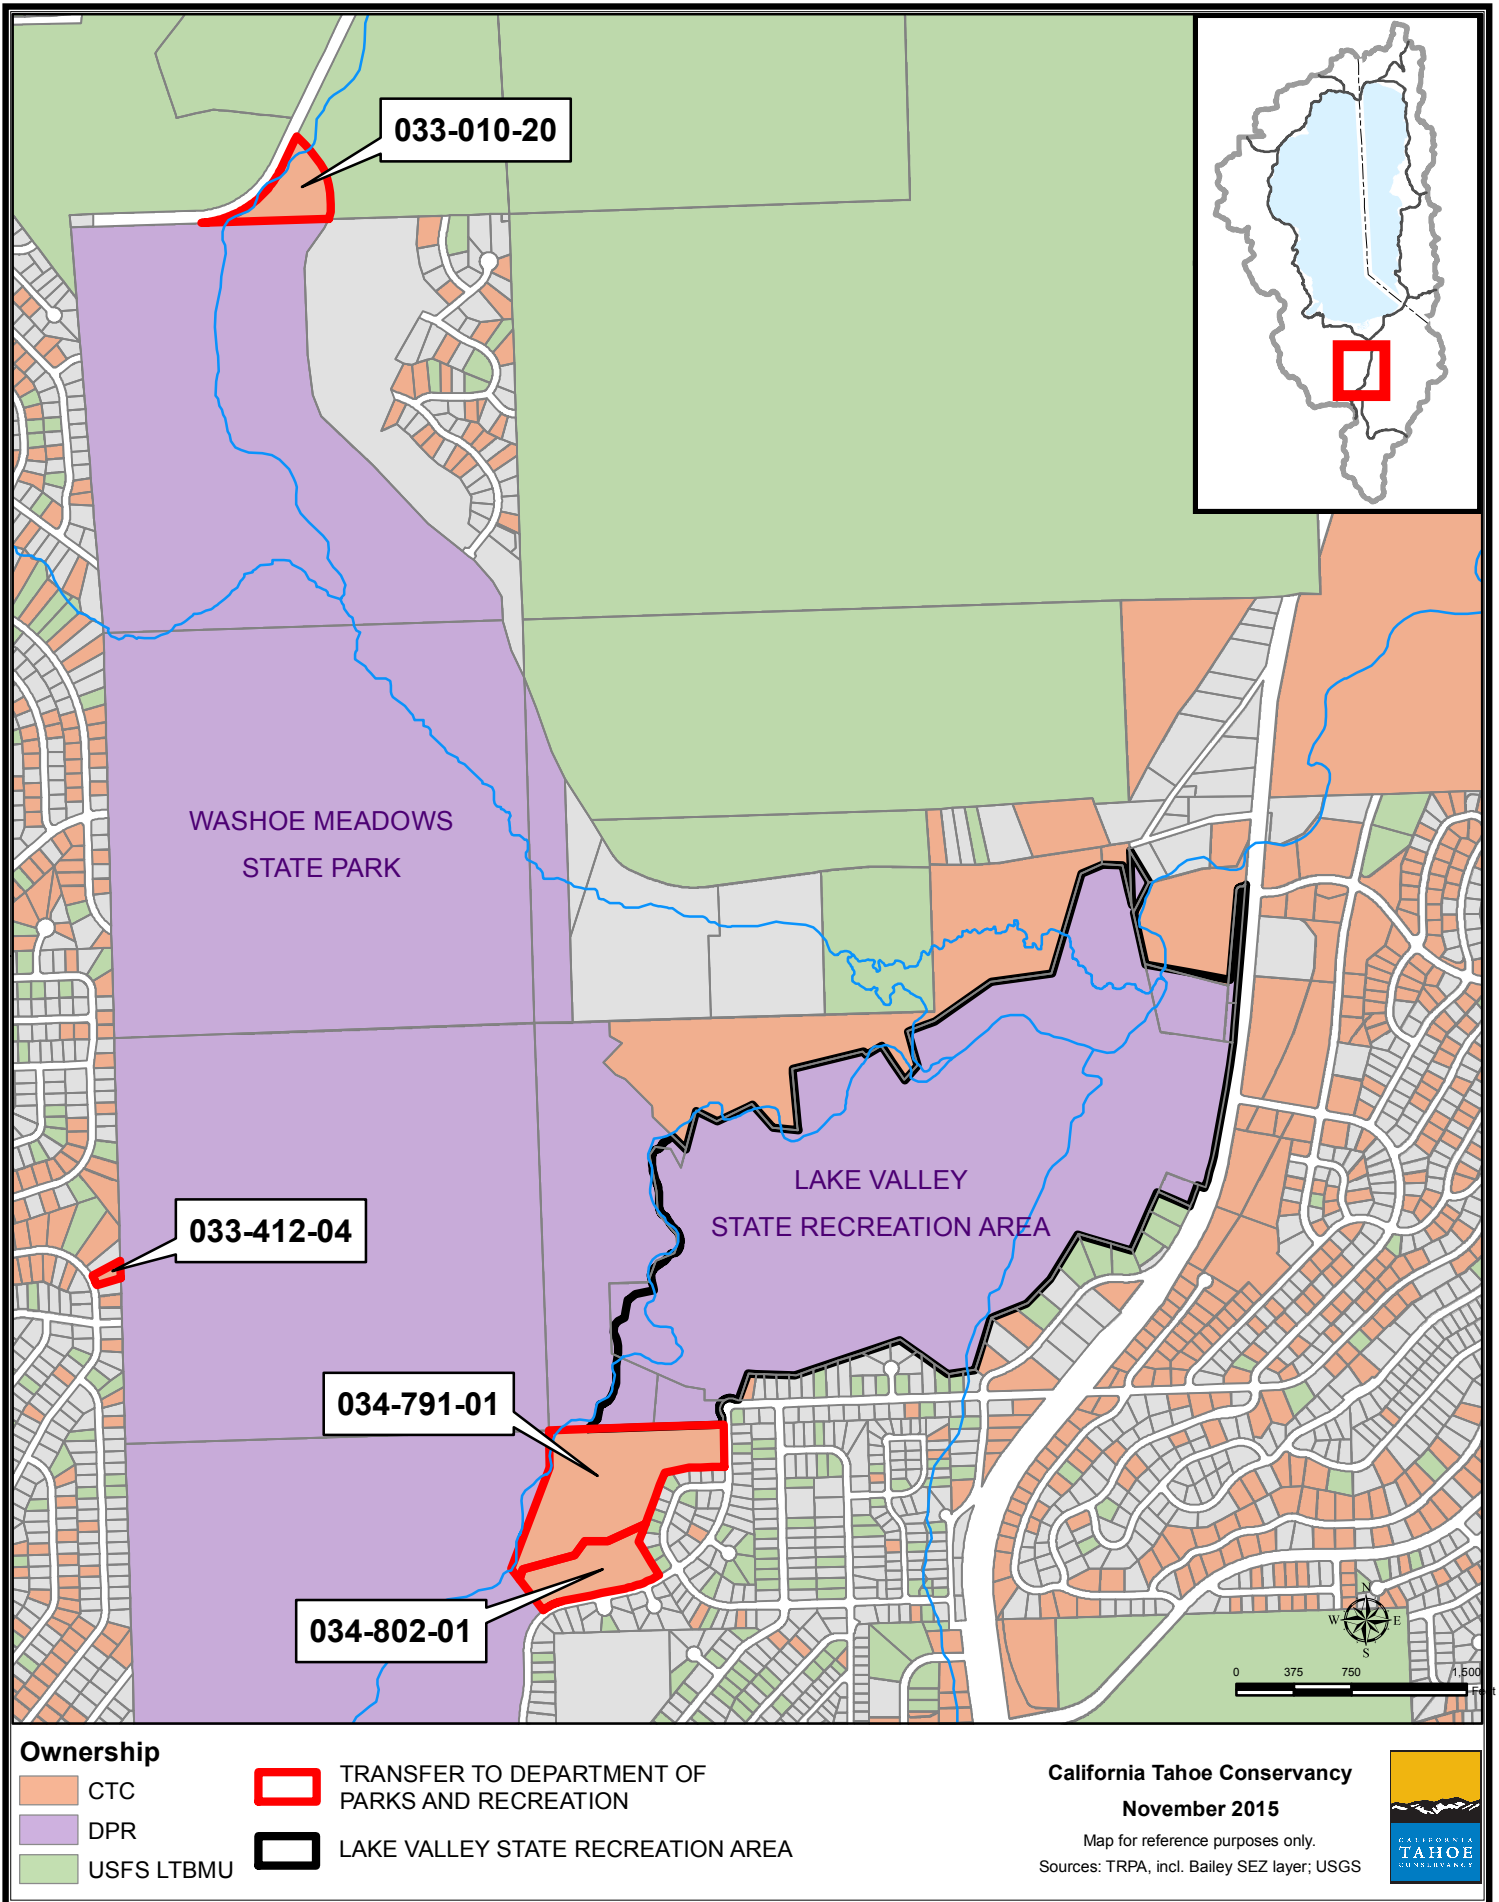 033-010-20
WASHOE MEADOWS
STATE PARK
LAKE VALLEY
STATE RECREATION AREA
033-412-04
034-791-01
034-802-01
N
W E
S
0 375 750 1,500
Feet
Ownership
CTC
DPR
USFS LTBMU
TRANSFER TO DEPARTMENT OF
PARKS AND RECREATION
LAKE VALLEY STATE RECREATION AREA
California Tahoe Conservancy
November 2015
Map for reference purposes only.
Sources: TRPA, incl. Bailey SEZ layer; USGS
CALIFORNIA
TAHOE
CONSERVANCY